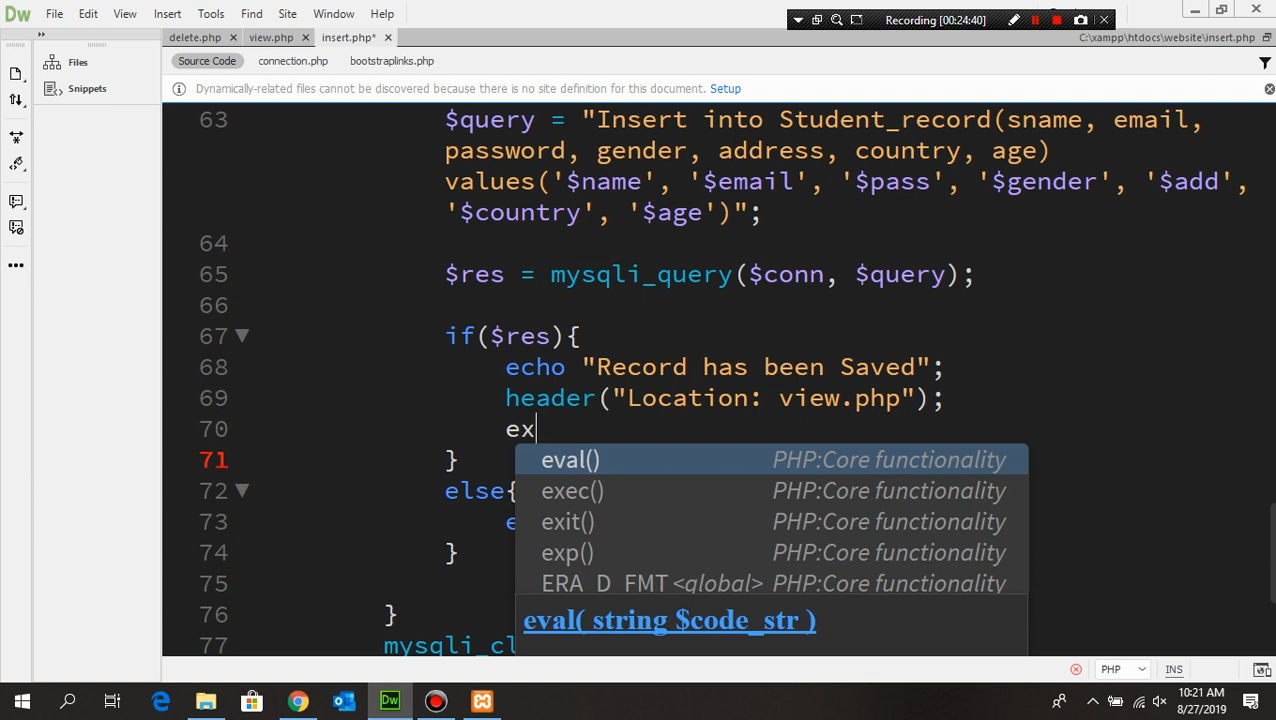 Dw File Edit View Insert Tools Find Site Window Help
Recording [00:24:40]
delete.php view.php insert.php* C:\xampp\htdocs\website\insert.php
Files Source Code connection.php bootstraplinks.php
Snippets Dynamically-related files cannot be discovered because there is no site definition for this document. Setup
63 $query = "Insert into Student_record(sname, email,
password, gender, address, country, age)
values('$name', '$email', '$pass', '$gender', '$add',
'$country', '$age')";
64
65 $res = mysqli_query($conn, $query);
66
67 if($res){
68 echo "Record has been Saved";
69 header("Location: view.php");
70 ex
71 }
eval() PHP:Core functionality
72 else{
exec() PHP:Core functionality
73 e
exit() PHP:Core functionality
74 }
exp() PHP:Core functionality
75
ERA_D_FMT <global> PHP:Core functionality
76 }
eval( string $code_str )
77 mysqli_cl
PHP INS
Dw
10:21 AM
8/27/2019